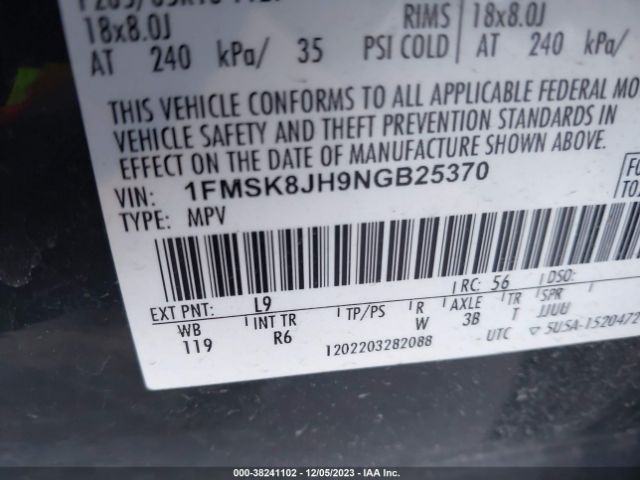 RIMS 18x8.0J
18x8.0J
AT 240 kPa/ 35 PSI COLD AT 240 kPa/
THIS VEHICLE CONFORMS TO ALL APPLICABLE FEDERAL MO
VEHICLE SAFETY AND THEFT PREVENTION STANDARDS IN
EFFECT ON THE DATE OF MANUFACTURE SHOWN ABOVE.
VIN: 1FMSK8JH9NGB25370
TYPE: MPV
RC: 56 DSO:
EXT PNT: L9
WB INT TR TP/PS R AXLE TR SPR
119 R6 W 3B T JJUU
1202203282088 UTC ▽ 5USA-1520472
000-38241102 - 12/05/2023 - IAA Inc.